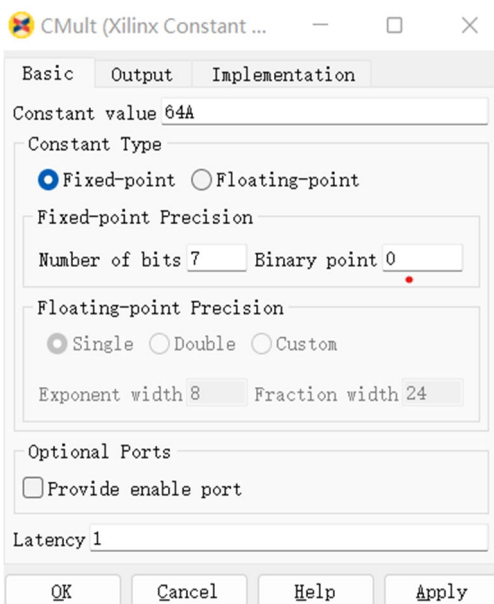 CMult (Xilinx Constant ...
Basic Output Implementation
Constant value 64A
Constant Type
Fixed-point Floating-point
Fixed-point Precision
Number of bits 7 Binary point 0
Floating-point Precision
Single Double Custom
Exponent width 8 Fraction width 24
Optional Ports
Provide enable port
Latency 1
OK Cancel Help Apply